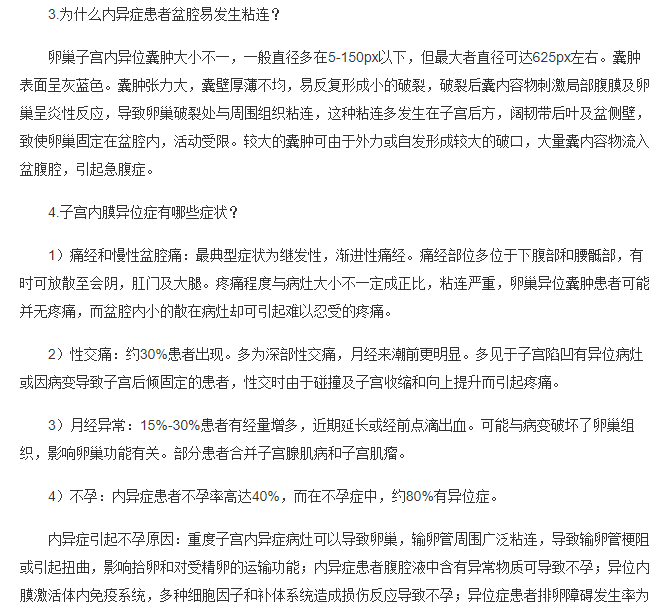 3.为什么内异症患者盆腔易发生粘连？
卵巢子宫内异位囊肿大小不一，一般直径多在5-150px以下，但最大者直径可达625px左右。囊肿
表面呈灰蓝色。囊肿张力大，囊壁厚薄不均，易反复形成小的破裂，破裂后囊内容物刺激局部腹膜及卵
巢呈炎性反应，导致卵巢破裂处与周围组织粘连，这种粘连多发生在子宫后方，阔韧带后叶及盆侧壁，
致使卵巢固定在盆腔内，活动受限。较大的囊肿可由于外力或自发形成较大的破口，大量囊内容物流入
盆腹腔，引起急腹症。
4.子宫内膜异位症有哪些症状？
1）痛经和慢性盆腔痛：最典型症状为继发性，渐进性痛经。痛经部位多位于下腹部和腰骶部，有
时可放散至会阴，肛门及大腿。疼痛程度与病灶大小不一定成正比，粘连严重，卵巢异位囊肿患者可能
并无疼痛，而盆腔内小的散在病灶却可引起难以忍受的疼痛。
2）性交痛：约30%患者出现。多为深部性交痛，月经来潮前更明显。多见于子宫陷凹有异位病灶
或因病变导致子宫后倾固定的患者，性交时由于碰撞及子宫收缩和向上提升而引起疼痛。
3）月经异常：15%-30%患者有经量增多，近期延长或经前点滴出血。可能与病变破坏了卵巢组
织，影响卵巢功能有关。部分患者合并子宫腺肌病和子宫肌瘤。
4）不孕：内异症患者不孕率高达40%，而在不孕症中，约80%有异位症。
内异症引起不孕原因：重度子宫内异症病灶可以导致卵巢，输卵管周围广泛粘连，导致输卵管梗阻
或引起扭曲，影响拾卵和对受精卵的运输功能；内异症患者腹腔液中含有异常物质可导致不孕；异位内
膜激活体内免疫系统，多种细胞因子和补体系统造成损伤反应导致不孕；异位症患者排卵障碍发生率为